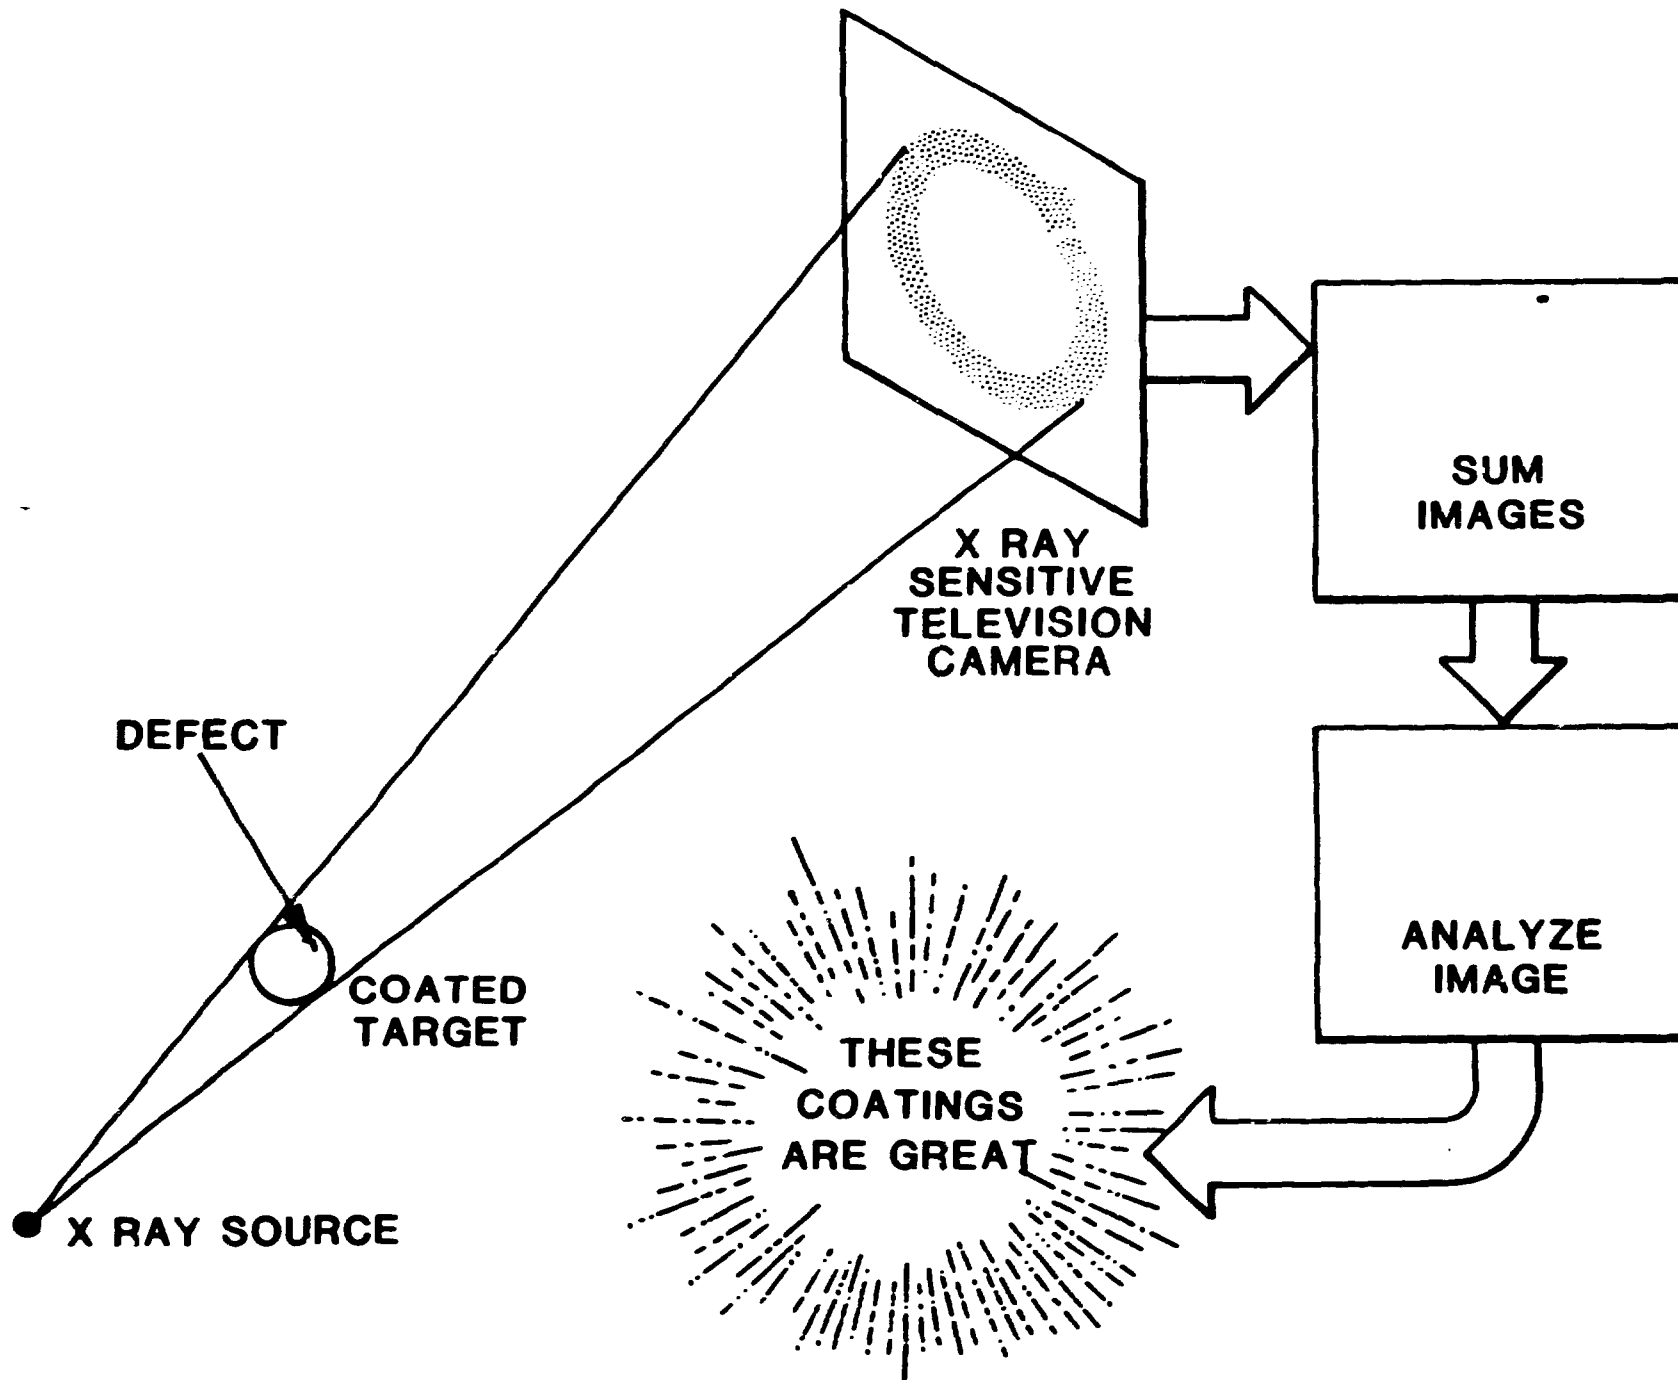 X RAY
SENSITIVE
TELEVISION
CAMERA
SUM
IMAGES
DEFECT
COATED
TARGET
ANALYZE
IMAGE
THESE
COATINGS
ARE GREAT
X RAY SOURCE